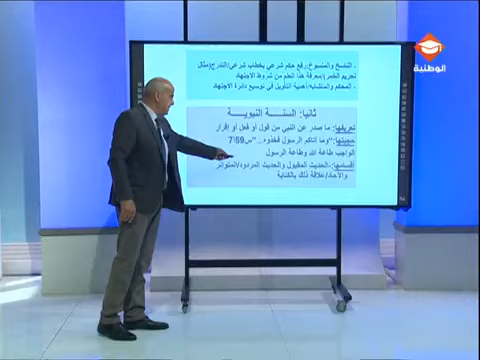 - الناسخ والمنسوخ:رفع حكم شرعي بخطاب شرعي/التدرج(مثال
تحريم الخمر)/معرفة هذا العلم من شروط الاجتهاد
- المحكم والمتشابه/أهمية التأويل في توسيع دائرة الاجتهاد
ثانيا: السنــــة النبويـــة
تعريفها: ما صدر عن النبي من قول أو فعل أو إقرار
حجيتها:"وما آتاكم الرسول فخذوه.."س59آ7
الواجب طاعة الله وطاعة الرسول
أقسامها:-الحديث المقبول والحديث المردود/المتواتر
والآحاد/علاقة ذلك بالكتابة
الوطنية